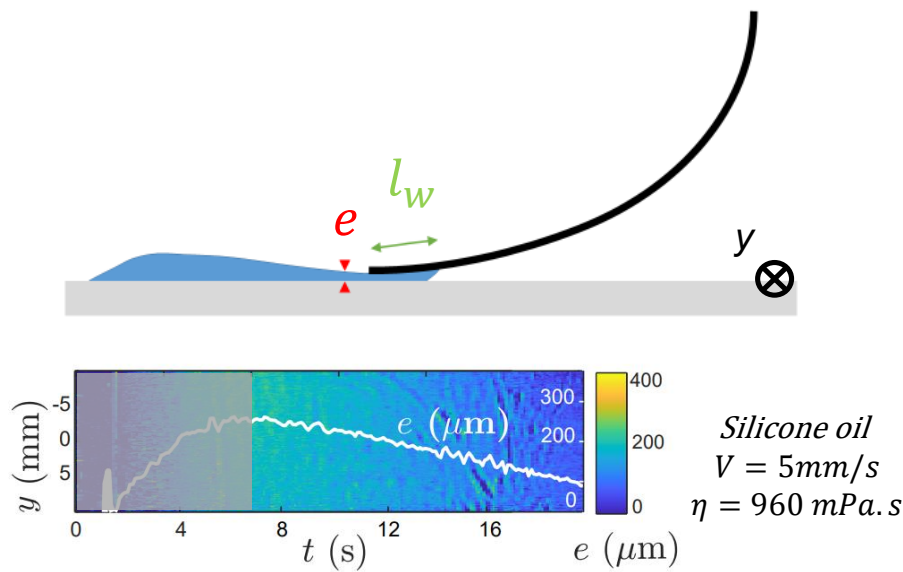 l_w
e
y
400
-5
300
e (μm)
0
200
200
5
0
0
0
4
8
12
16
y (mm)
t (s)
e (μm)
Silicone oil
V = 5mm/s
η = 960 mPa.s